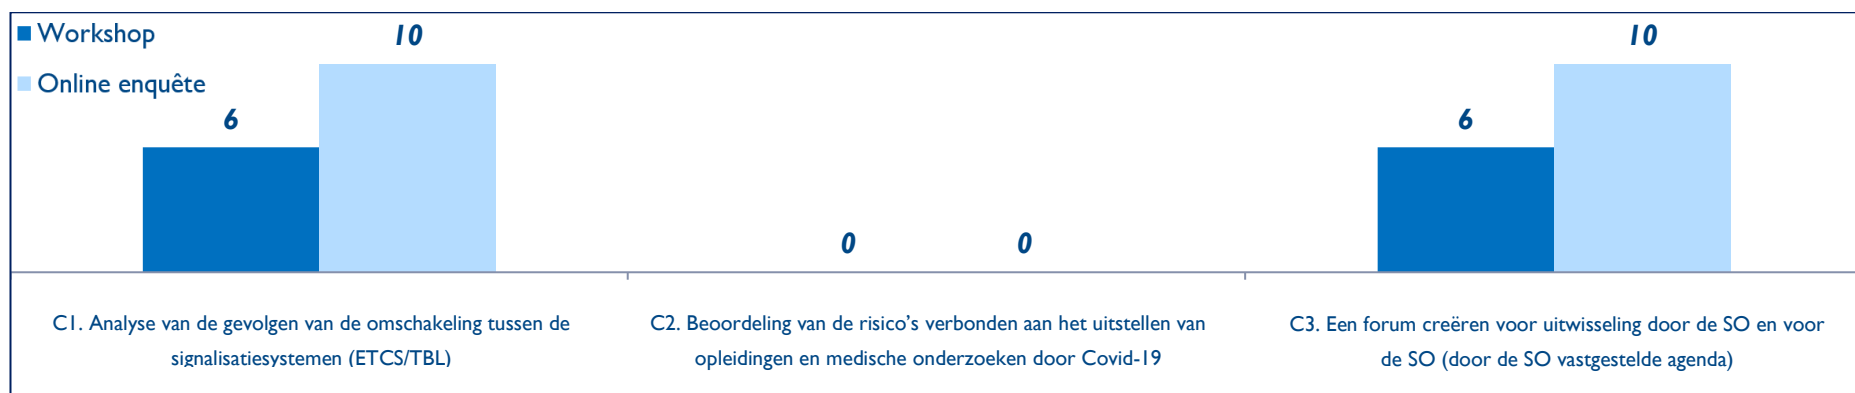 Workshop
Online enquête
10
6
0
0
10
6
C1. Analyse van de gevolgen van de omschakeling tussen de
signalisatiesystemen (ETCS/TBL)
C2. Beoordeling van de risico’s verbonden aan het uitstellen van
opleidingen en medische onderzoeken door Covid-19
C3. Een forum creëren voor uitwisseling door de SO en voor
de SO (door de SO vastgestelde agenda)